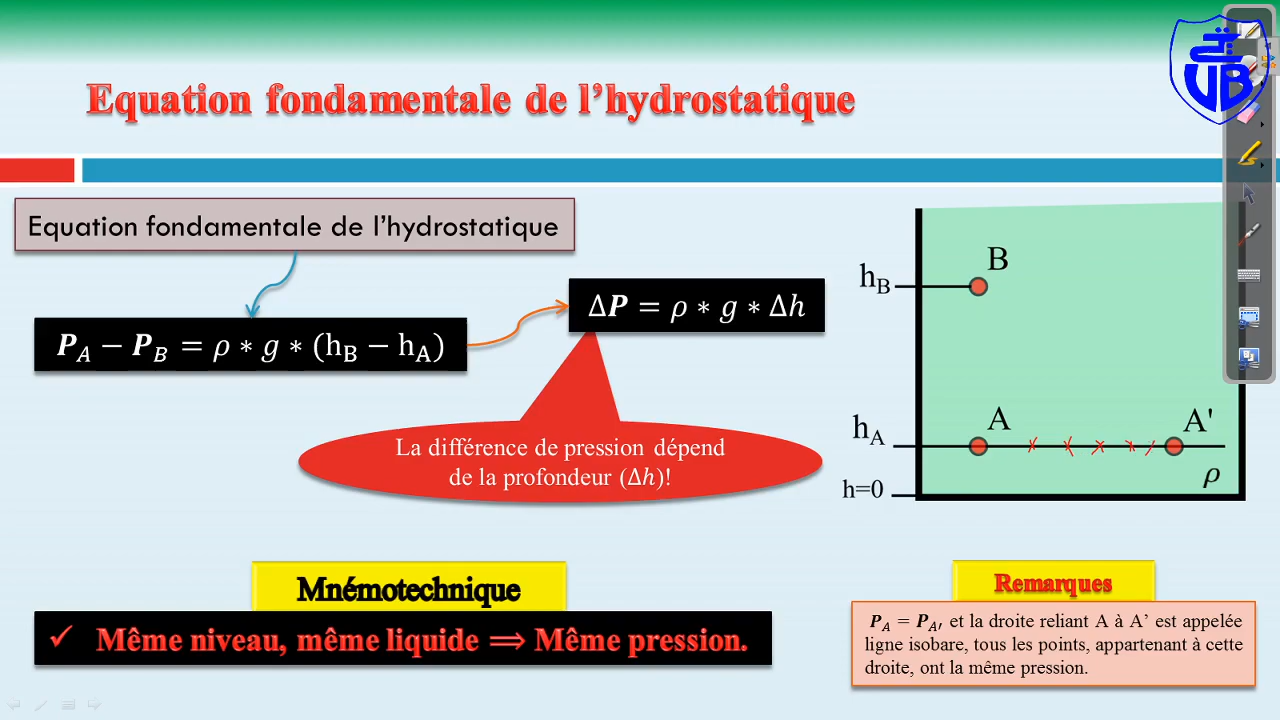 Equation fondamentale de l’hydrostatique
UB
Equation fondamentale de l’hydrostatique
ΔP = ρ * g * Δh
P_A − P_B = ρ * g * (h_B − h_A)
La différence de pression dépend
de la profondeur (Δh)!
B
h_B
A
A'
h_A
ρ
h=0
Mnémotechnique
✓ Même niveau, même liquide ⟹ Même pression.
Remarques
P_A = P_A′ et la droite reliant A à A’ est appelée
ligne isobare, tous les points, appartenant à cette
droite, ont la même pression.